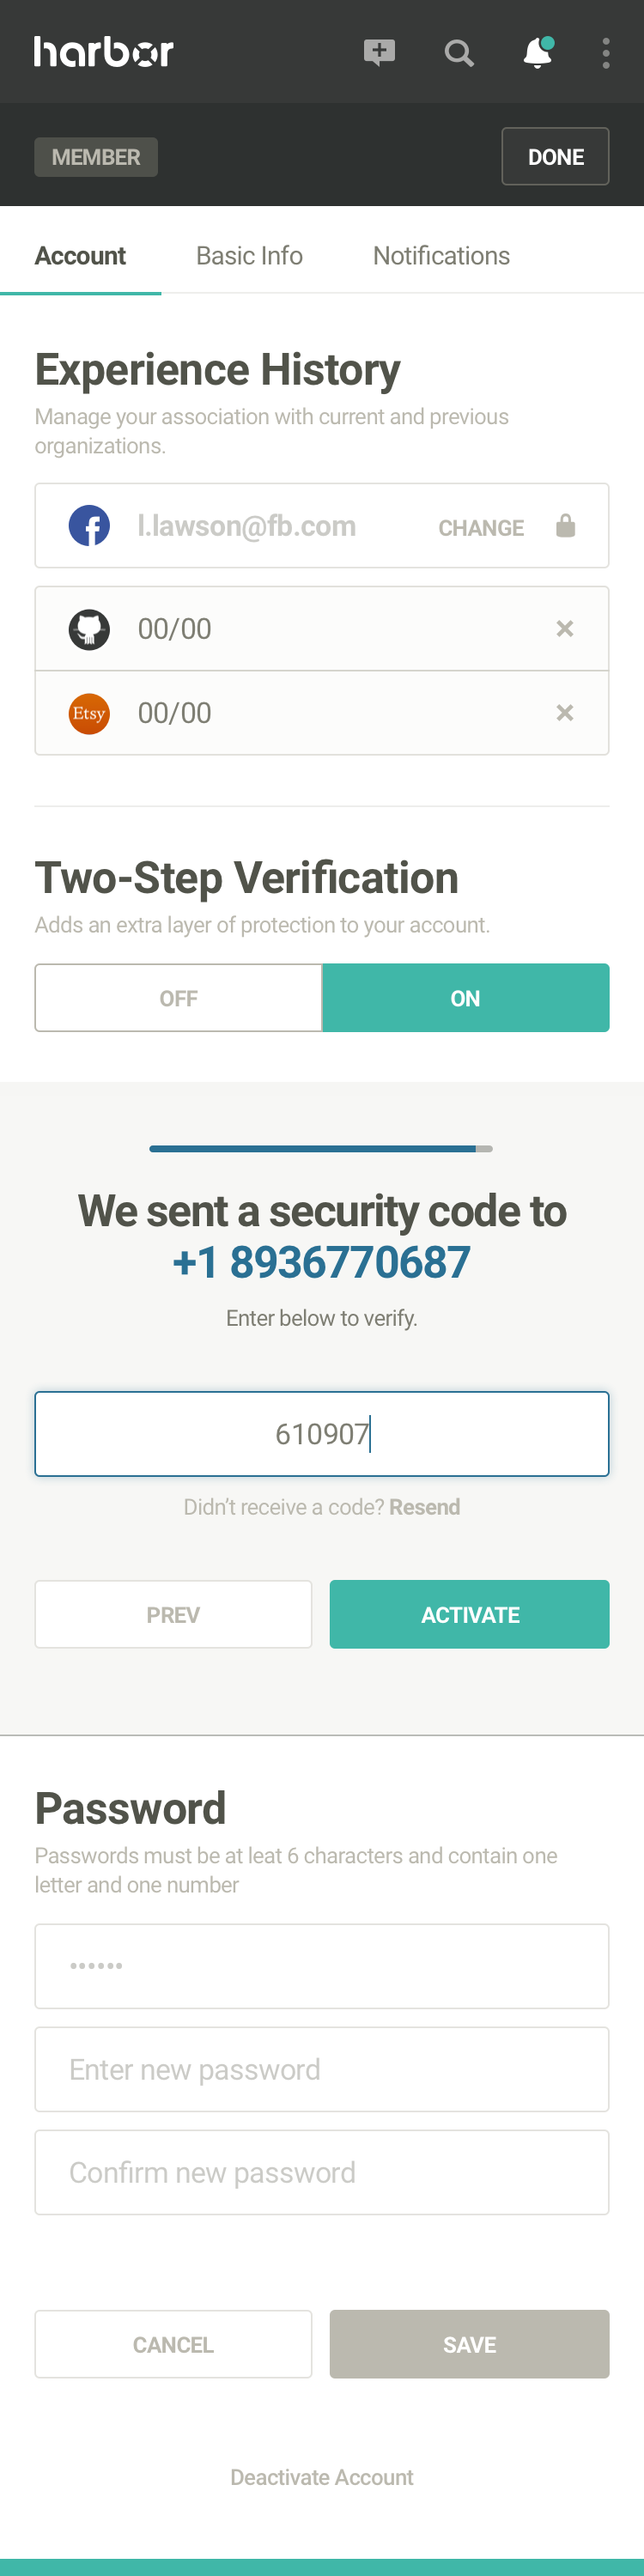 harbor
MEMBER
DONE
Account
Basic Info
Notifications
Experience History
Manage your association with current and previous
organizations.
l.lawson@fb.com
CHANGE
00/00
Etsy
00/00
Two-Step Verification
Adds an extra layer of protection to your account.
OFF
ON
We sent a security code to
+1 8936770687
Enter below to verify.
610907
Didn't receive a code? Resend
PREV
ACTIVATE
Password
Passwords must be at leat 6 characters and contain one
letter and one number
••••••
Enter new password
Confirm new password
CANCEL
SAVE
Deactivate Account